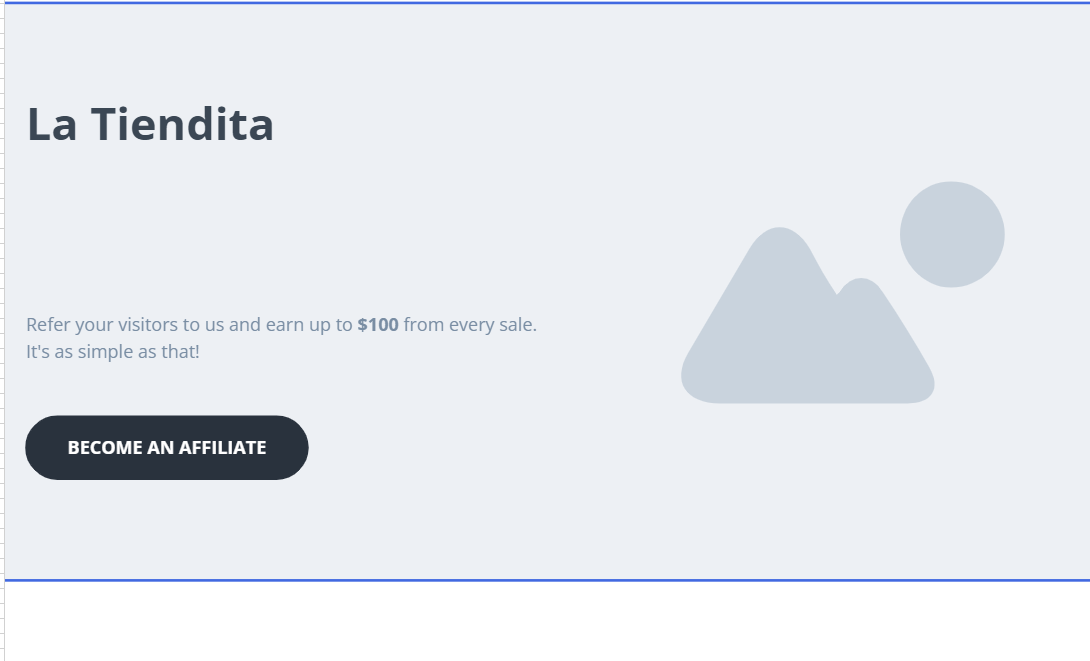 La Tiendita
Refer your visitors to us and earn up to $100 from every sale.
It's as simple as that!
BECOME AN AFFILIATE